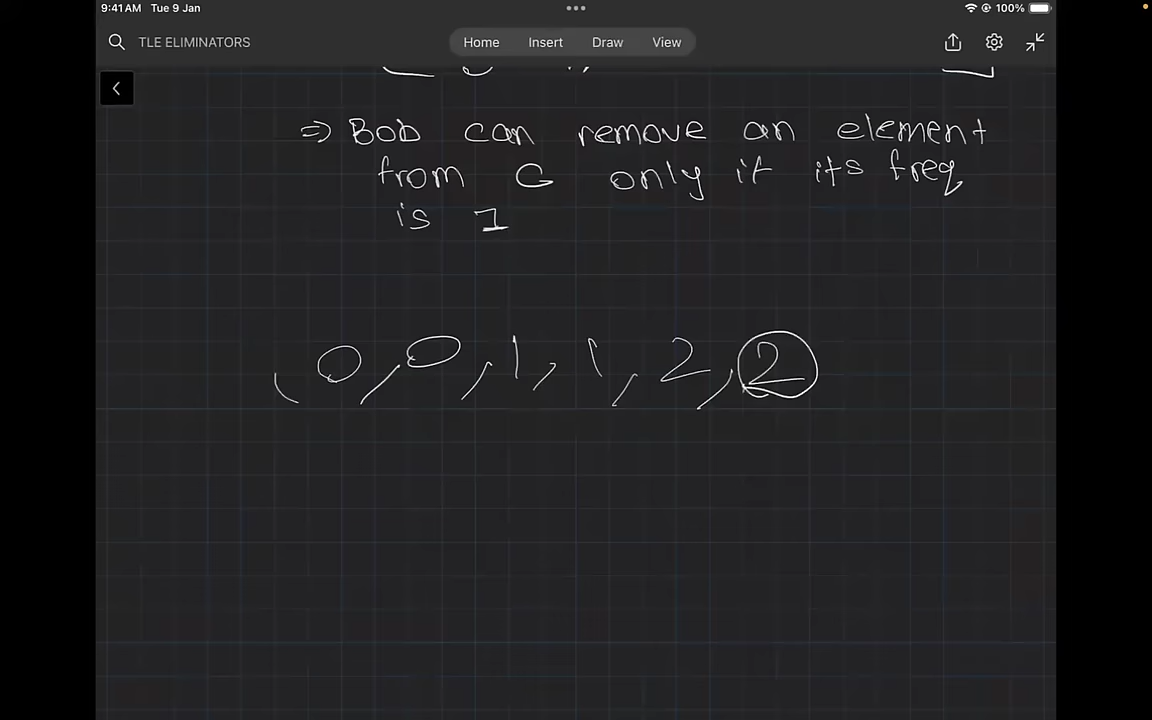 9:41 AM Tue 9 Jan 100%
TLE ELIMINATORS Home Insert Draw View
=> Bob can remove an element
from G only if its freq
is 1
0, 0, 1, 1, 2, 2